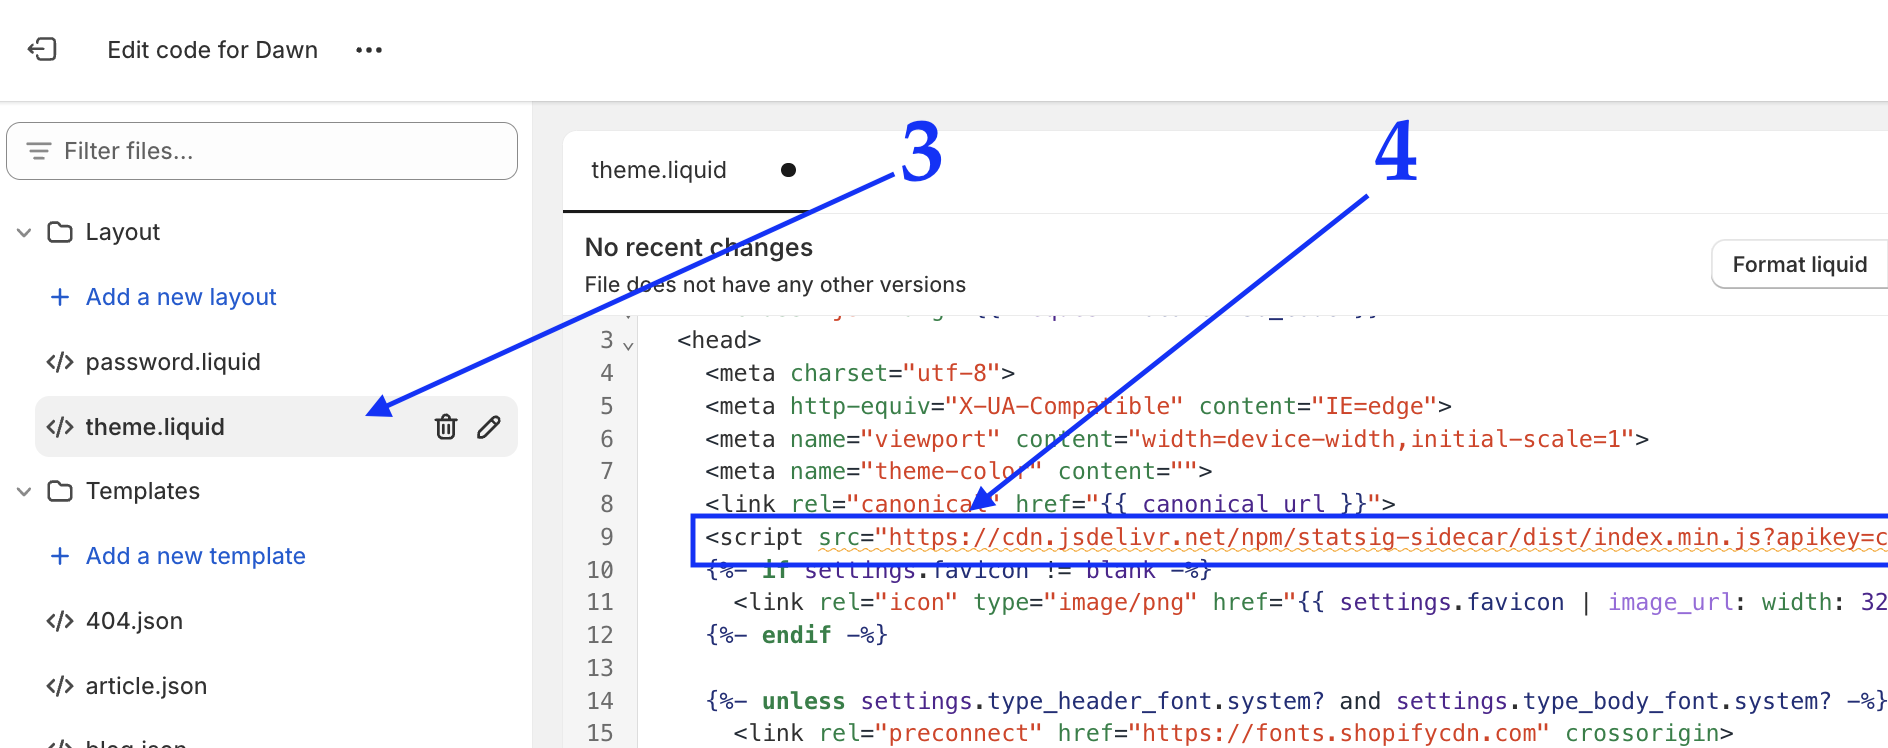 Edit code for Dawn
Filter files...
Layout
Add a new layout
password.liquid
theme.liquid
Templates
Add a new template
404.json
article.json
blog.json
3
4
theme.liquid
No recent changes
File does not have any other versions
Format liquid
3 <head>
4 <meta charset="utf-8">
5 <meta http-equiv="X-UA-Compatible" content="IE=edge">
6 <meta name="viewport" content="width=device-width,initial-scale=1">
7 <meta name="theme-color" content="">
8 <link rel="canonical" href="{{ canonical_url }}">
9 <script src="https://cdn.jsdelivr.net/npm/statsig-sidecar/dist/index.min.js?apikey=c
10 {%- if settings.favicon != blank -%}
11 <link rel="icon" type="image/png" href="{{ settings.favicon | image_url: width: 32
12 {%- endif -%}
13
14 {%- unless settings.type_header_font.system? and settings.type_body_font.system? -%}
15 <link rel="preconnect" href="https://fonts.shopifycdn.com" crossorigin>